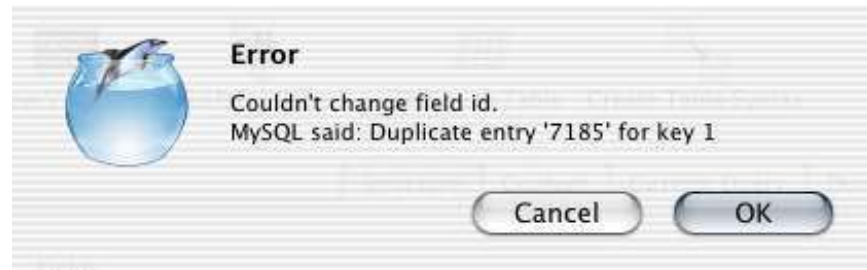 Error
Couldn't change field id.
MySQL said: Duplicate entry '7185' for key 1
Cancel OK